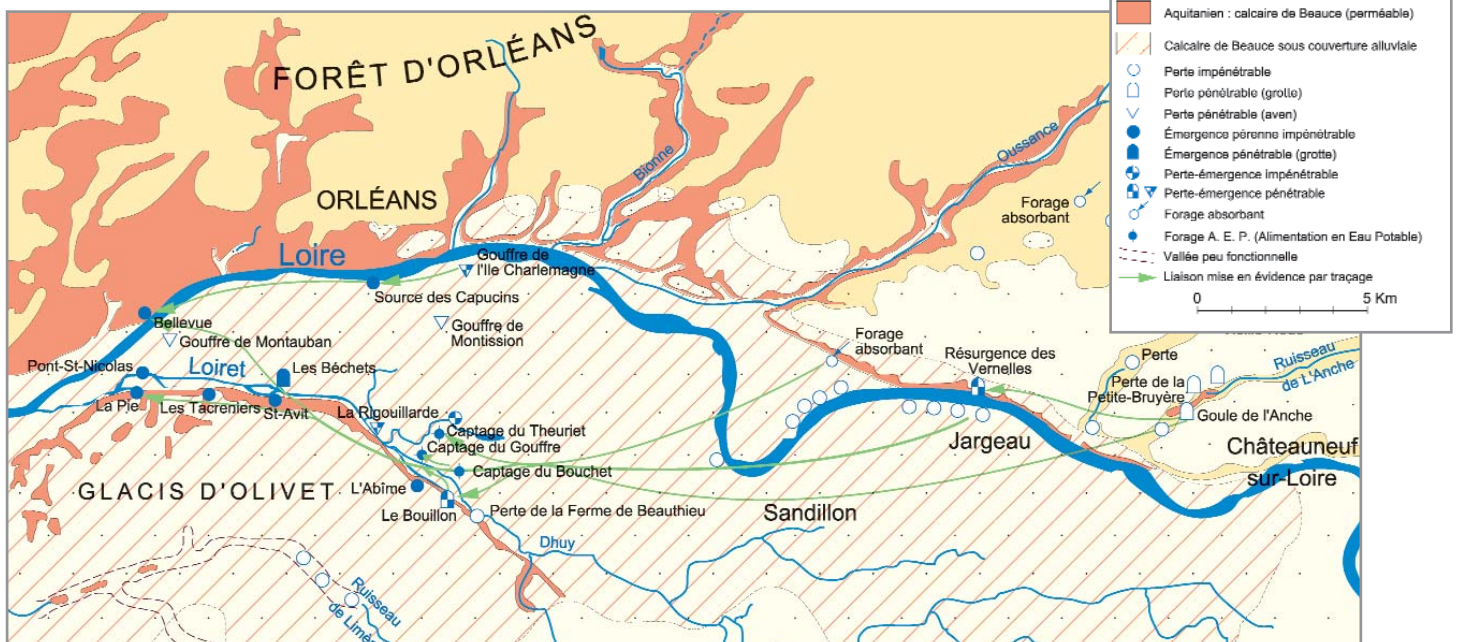 Aquitanien : calcaire de Beauce (perméable)
Calcaire de Beauce sous couverture alluviale
Perte impénétrable
Perte pénétrable (grotte)
Perte pénétrable (aven)
Émergence pérenne impénétrable
Émergence pénétrable (grotte)
Perte-émergence impénétrable
Perte-émergence pénétrable
Forage absorbant
Forage A. E. P. (Alimentation en Eau Potable)
Vallée peu fonctionnelle
Liaison mise en évidence par traçage
0 5 Km
FORÊT D'ORLÉANS
Bionne
Oussance
ORLÉANS
Forage
absorbant
Loire
Gouffre de
l'Ile Charlemagne
Source des Capucins
Bellevue
Gouffre de Montauban
Gouffre de
Montission
Forage
absorbant
Résurgence des
Vernelles
Perte
Ruisseau
de L'Anche
Perte de la
Petite-Bruyère
Goule de l'Anche
Pont-St-Nicolas
Loiret
Les Béchets
La Pie
Les Tacreniers
St-Avit
La Rigouillarde
Captage du Theuriet
Captage du Gouffre
Captage du Bouchet
Jargeau
Châteauneuf
sur-Loire
GLACIS D'OLIVET
L'Abîme
Le Bouillon
Perte de la Ferme de Beauthieu
Sandillon
Dhuy
Ruisseau